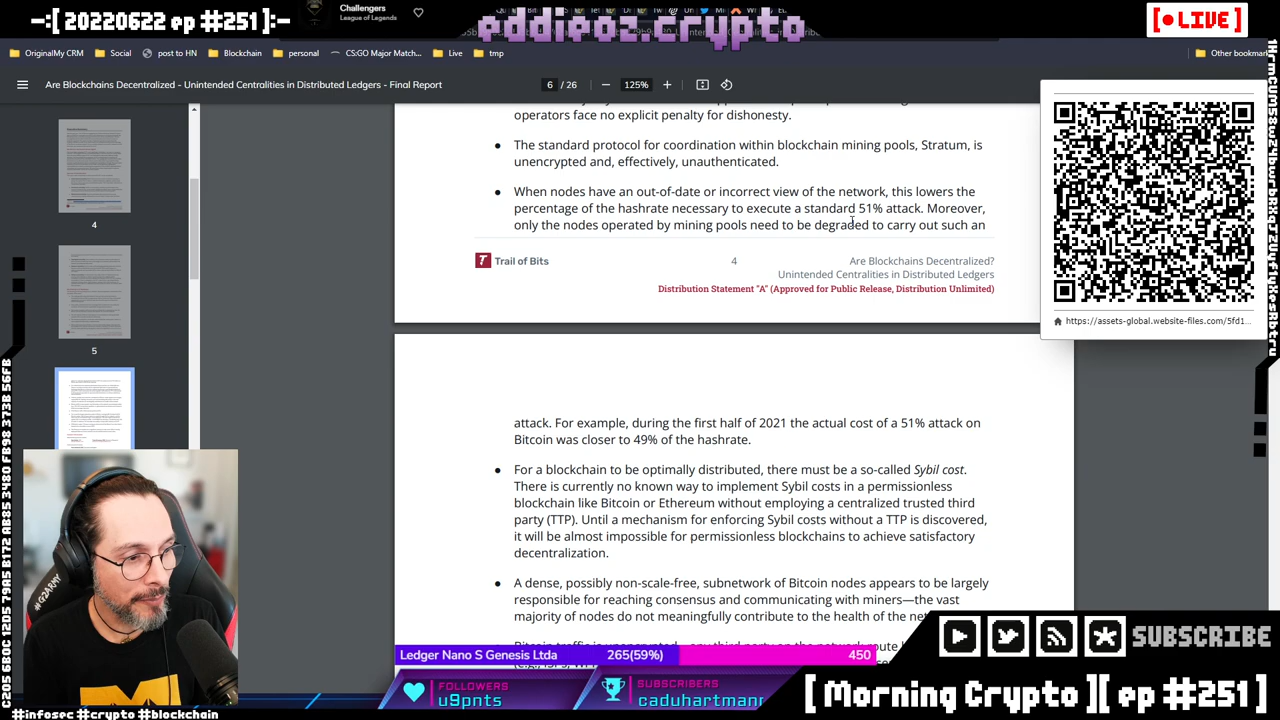 -:[ 20220622 ep #251]:-
Challengers
League of Legends
eddieoz.crypto
[● LIVE]
OriginalMy CRM
Social
post to HN
Blockchain
personal
CS:GO Major Match...
Live
tmp
Other bookmar
Are Blockchains Decentralized - Unintended Centralities in Distributed Ledgers - Final Report
6 / 26
125%
operators face no explicit penalty for dishonesty.
● The standard protocol for coordination within blockchain mining pools, Stratum, is
unencrypted and, effectively, unauthenticated.
● When nodes have an out-of-date or incorrect view of the network, this lowers the
percentage of the hashrate necessary to execute a standard 51% attack. Moreover,
only the nodes operated by mining pools need to be degraded to carry out such an
Trail of Bits
4
Are Blockchains Decentralized?
Unintended Centralities in Distributed Ledgers
Distribution Statement "A" (Approved for Public Release, Distribution Unlimited)
https://assets-global.website-files.com/5fd1...
4
5
attack. For example, during the first half of 2021 the actual cost of a 51% attack on
Bitcoin was closer to 49% of the hashrate.
● For a blockchain to be optimally distributed, there must be a so-called Sybil cost.
There is currently no known way to implement Sybil costs in a permissionless
blockchain like Bitcoin or Ethereum without employing a centralized trusted third
party (TTP). Until a mechanism for enforcing Sybil costs without a TTP is discovered,
it will be almost impossible for permissionless blockchains to achieve satisfactory
decentralization.
● A dense, possibly non-scale-free, subnetwork of Bitcoin nodes appears to be largely
responsible for reaching consensus and communicating with miners—the vast
majority of nodes do not meaningfully contribute to the health of the
#G2ARMY
SUBSCRIBE
Ledger Nano S Genesis Ltda
265(59%)
450
FOLLOWERS
u9pnts
SUBSCRIBERS
caduhartmann
[ Morning Crypto ][ ep #251 ]
#crypto #blockchain